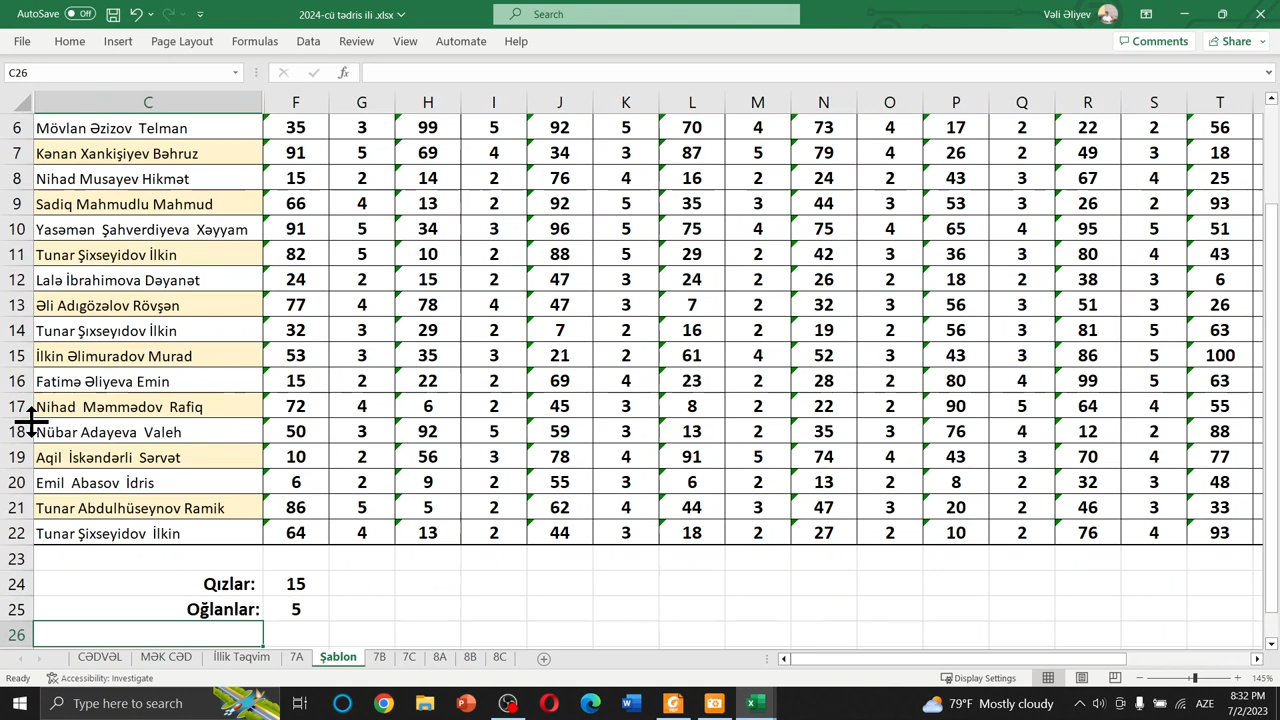 AutoSave Off 2024-cü tədris ili .xlsx Search Vəli Əliyev
File Home Insert Page Layout Formulas Data Review View Automate Help Comments Share
C26 fx
C F G H I J K L M N O P Q R S T
6 Mövlan Əzizov Telman 35 3 99 5 92 5 70 4 73 4 17 2 22 2 56
7 Kənan Xankişiyev Bəhruz 91 5 69 4 34 3 87 5 79 4 26 2 49 3 18
8 Nihad Musayev Hikmət 15 2 14 2 76 4 16 2 24 2 43 3 67 4 25
9 Sadiq Mahmudlu Mahmud 66 4 13 2 92 5 35 3 44 3 53 3 26 2 93
10 Yasəmən Şahverdiyeva Xəyyam 91 5 34 3 96 5 75 4 75 4 65 4 95 5 51
11 Tunar Şixseyidov İlkin 82 5 10 2 88 5 29 2 42 3 36 3 80 4 43
12 Lalə İbrahimova Dəyanət 24 2 15 2 47 3 24 2 26 2 18 2 38 3 6
13 Əli Adıgözəlov Rövşən 77 4 78 4 47 3 7 2 32 3 56 3 51 3 26
14 Tunar Şıxseyıdov İlkin 32 3 29 2 7 2 16 2 19 2 56 3 81 5 63
15 İlkin Əlimuradov Murad 53 3 35 3 21 2 61 4 52 3 43 3 86 5 100
16 Fatimə Əliyeva Emin 15 2 22 2 69 4 23 2 28 2 80 4 99 5 63
17 Nihad Məmmədov Rafiq 72 4 6 2 45 3 8 2 22 2 90 5 64 4 55
18 Nübar Adayeva Valeh 50 3 92 5 59 3 13 2 35 3 76 4 12 2 88
19 Aqil İskəndərli Sərvət 10 2 56 3 78 4 91 5 74 4 43 3 70 4 77
20 Emil Abasov İdris 6 2 9 2 55 3 6 2 13 2 8 2 32 3 48
21 Tunar Abdulhüseynov Ramik 86 5 5 2 62 4 44 3 47 3 20 2 46 3 33
22 Tunar Şixseyidov İlkin 64 4 13 2 44 3 18 2 27 2 10 2 76 4 93
23
24 Qızlar: 15
25 Oğlanlar: 5
26
CƏDVƏL MƏK CƏD İllik Təqvim 7A Şablon 7B 7C 8A 8B 8C
Ready Accessibility: Investigate Display Settings 145%
Type here to search 79°F Mostly cloudy AZE 8:32 PM
7/2/2023